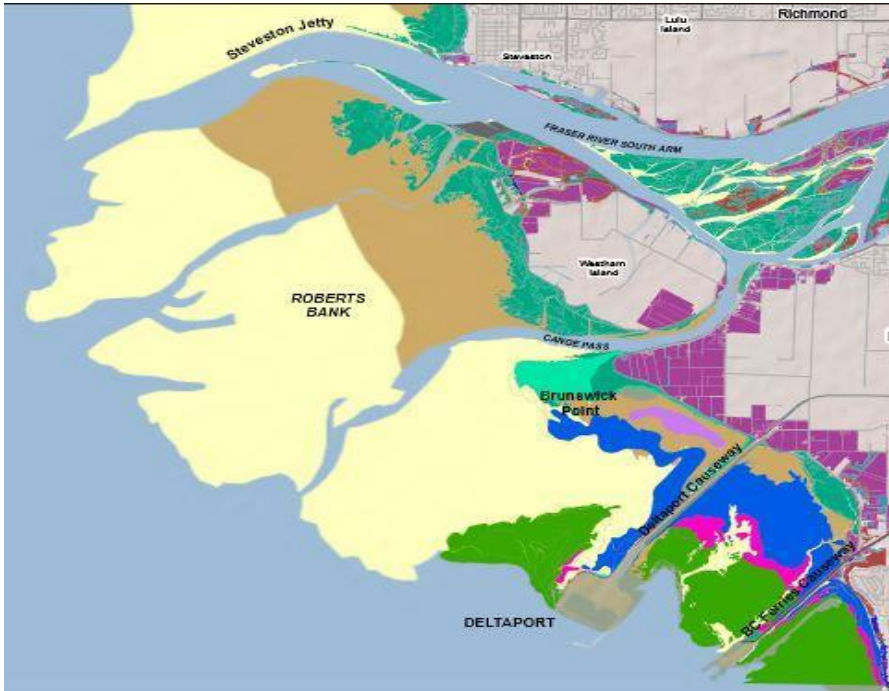 Richmond
Lulu
Island
Steveston Jetty
Steveston
FRASER RIVER SOUTH ARM
Westham
Island
ROBERTS
BANK
CANOE PASS
Brunswick
Point
Deltaport Causeway
BC Ferries Causeway
DELTAPORT